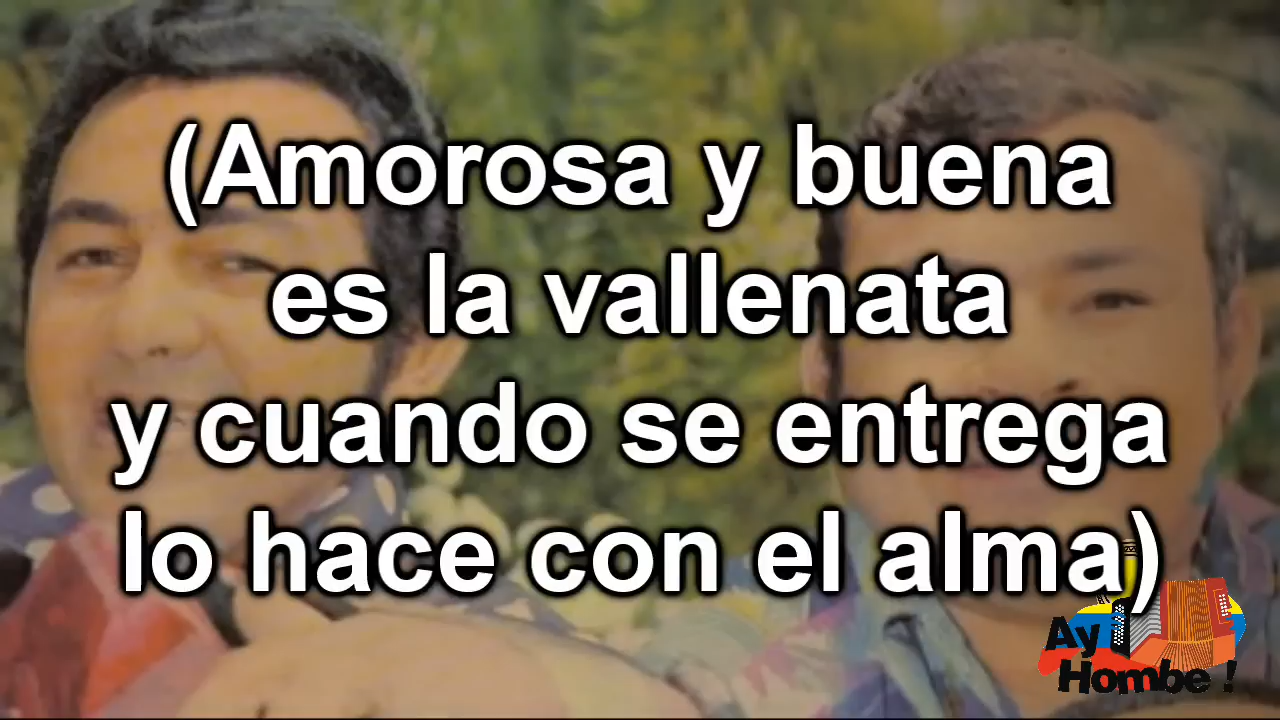 (Amorosa y buena
es la vallenata
y cuando se entrega
lo hace con el alma)
Ay
Hombe !